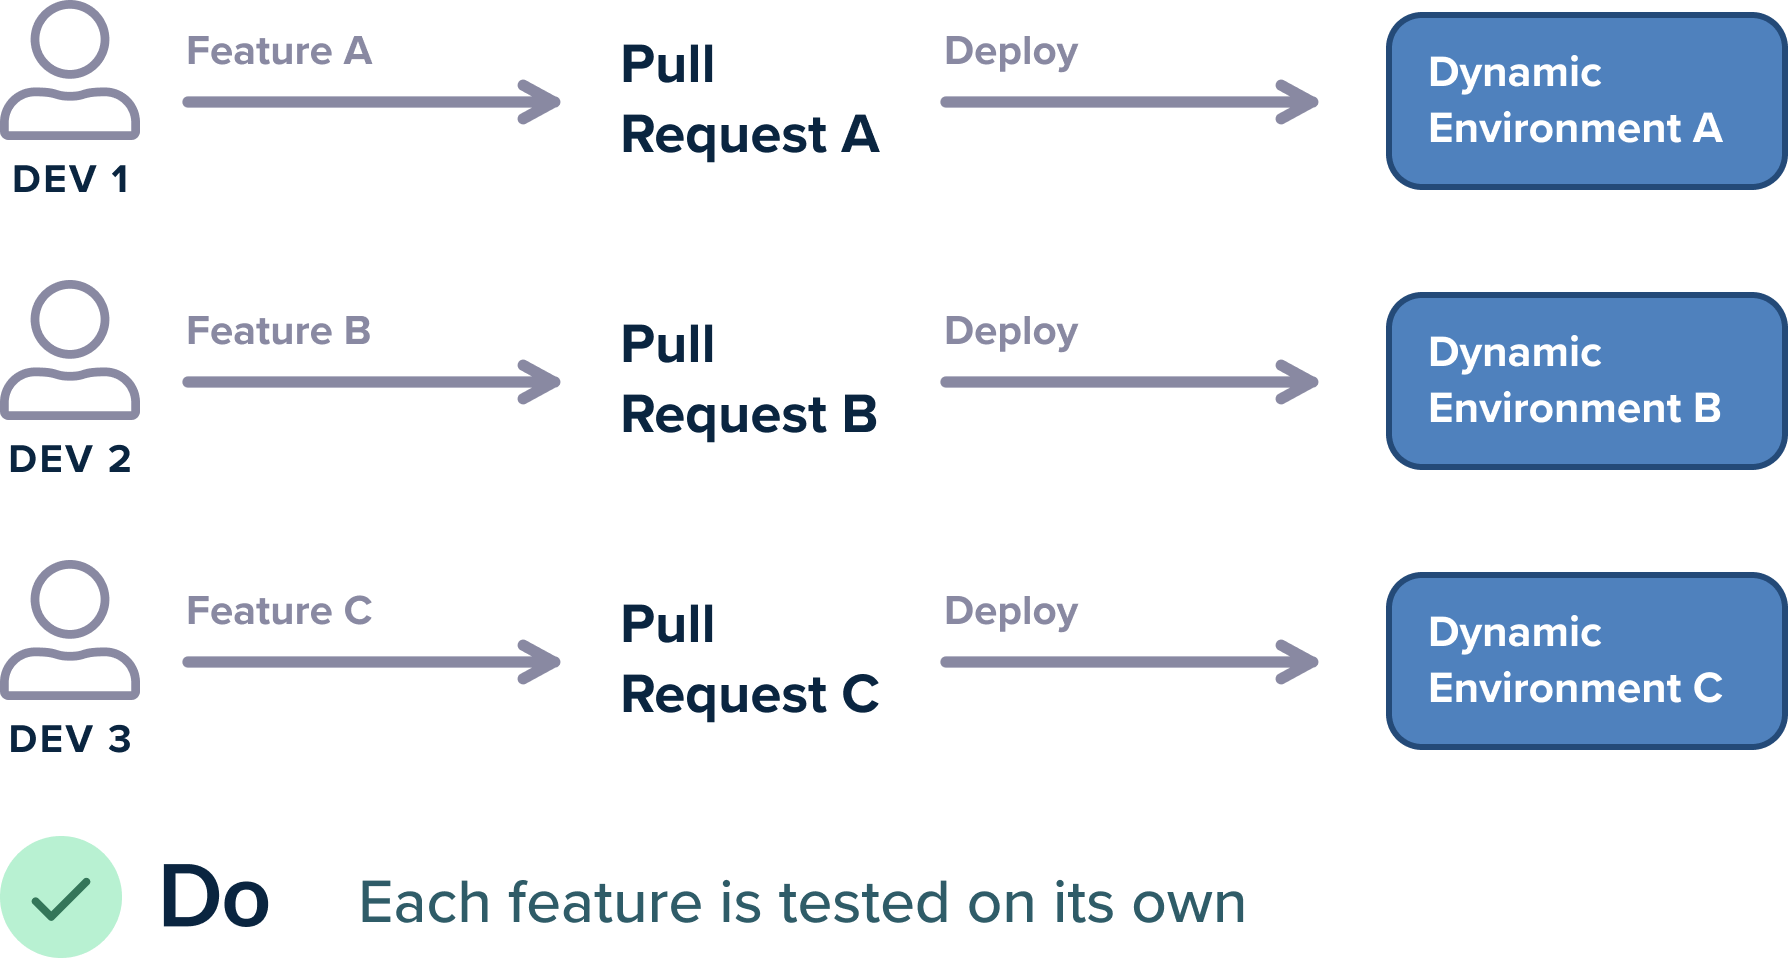 Feature A
Pull
Request A
Deploy
Dynamic
Environment A
DEV 1
Feature B
Pull
Request B
Deploy
Dynamic
Environment B
DEV 2
Feature C
Pull
Request C
Deploy
Dynamic
Environment C
DEV 3
Do
Each feature is tested on its own